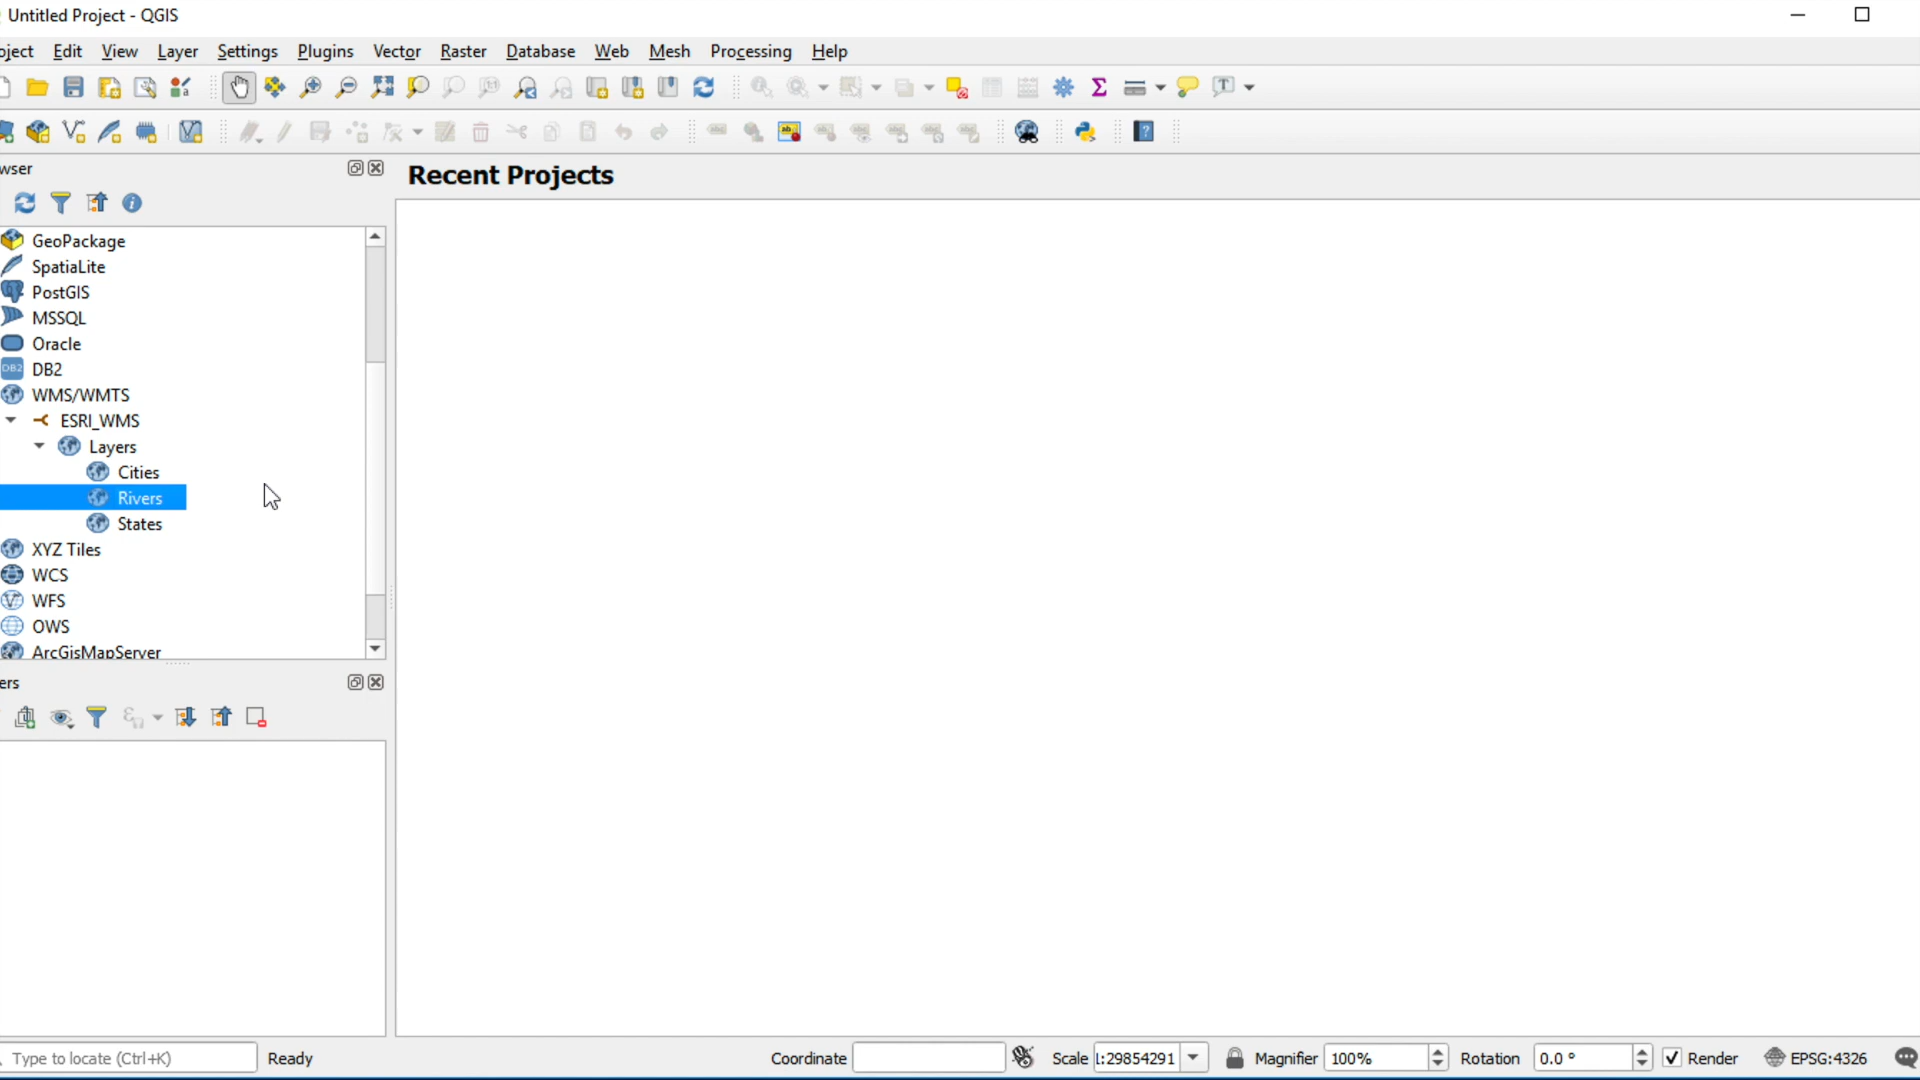 Untitled Project - QGIS
oject Edit View Layer Settings Plugins Vector Raster Database Web Mesh Processing Help
wser
Recent Projects
GeoPackage
SpatiaLite
PostGIS
MSSQL
Oracle
DB2 DB2
WMS/WMTS
ESRI_WMS
Layers
Cities
Rivers
States
XYZ Tiles
WCS
WFS
OWS
ArcGisMapServer
ers
Type to locate (Ctrl+K) Ready Coordinate Scale 1:29854291 Magnifier 100% Rotation 0.0 ° Render EPSG:4326